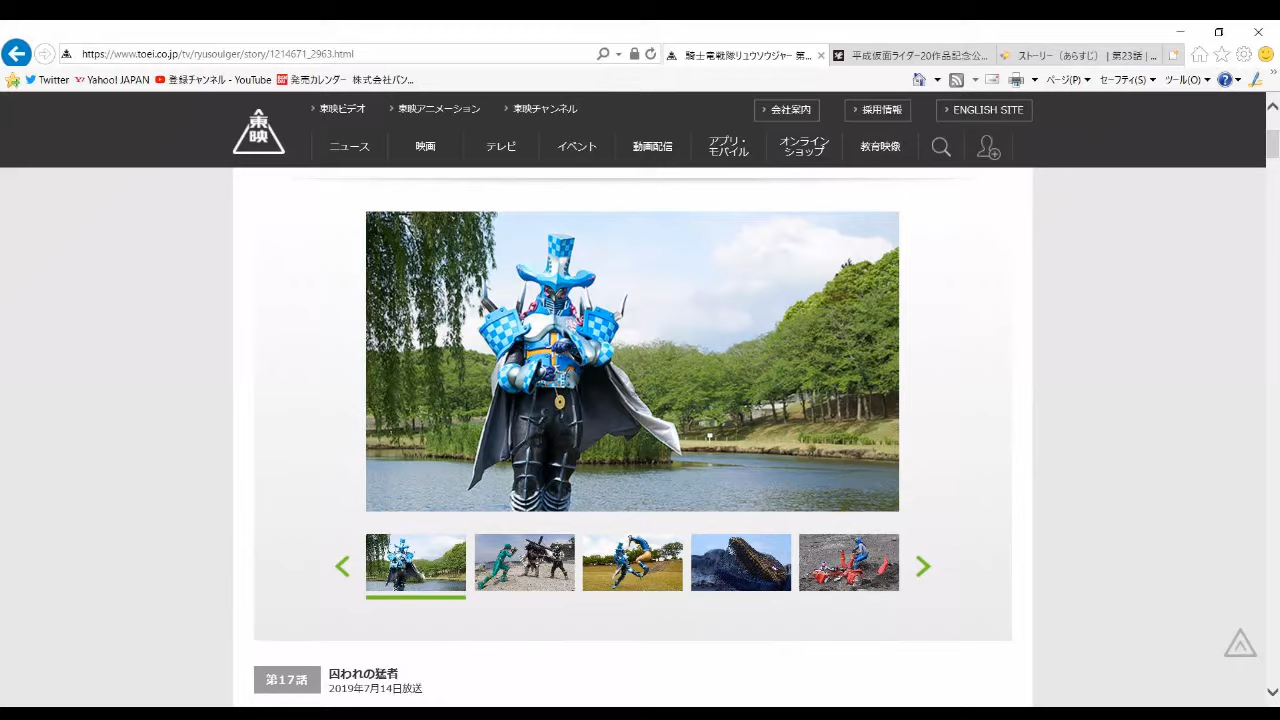 https://www.toei.co.jp/tv/ryusoulger/story/1214671_2963.html
騎士竜戦隊リュウソウジャー 第...
平成仮面ライダー20作品記念公...
ストーリー（あらすじ）｜第23話｜...
Twitter
Yahoo! JAPAN
登録チャンネル - YouTube
発売カレンダー 株式会社バン...
ページ(P)
セーフティ(S)
ツール(O)
東映
東映ビデオ
東映アニメーション
東映チャンネル
会社案内
採用情報
ENGLISH SITE
ニュース
映画
テレビ
イベント
動画配信
アプリ・
モバイル
オンライン
ショップ
教育映像
第17話
囚われの猛者
2019年7月14日放送